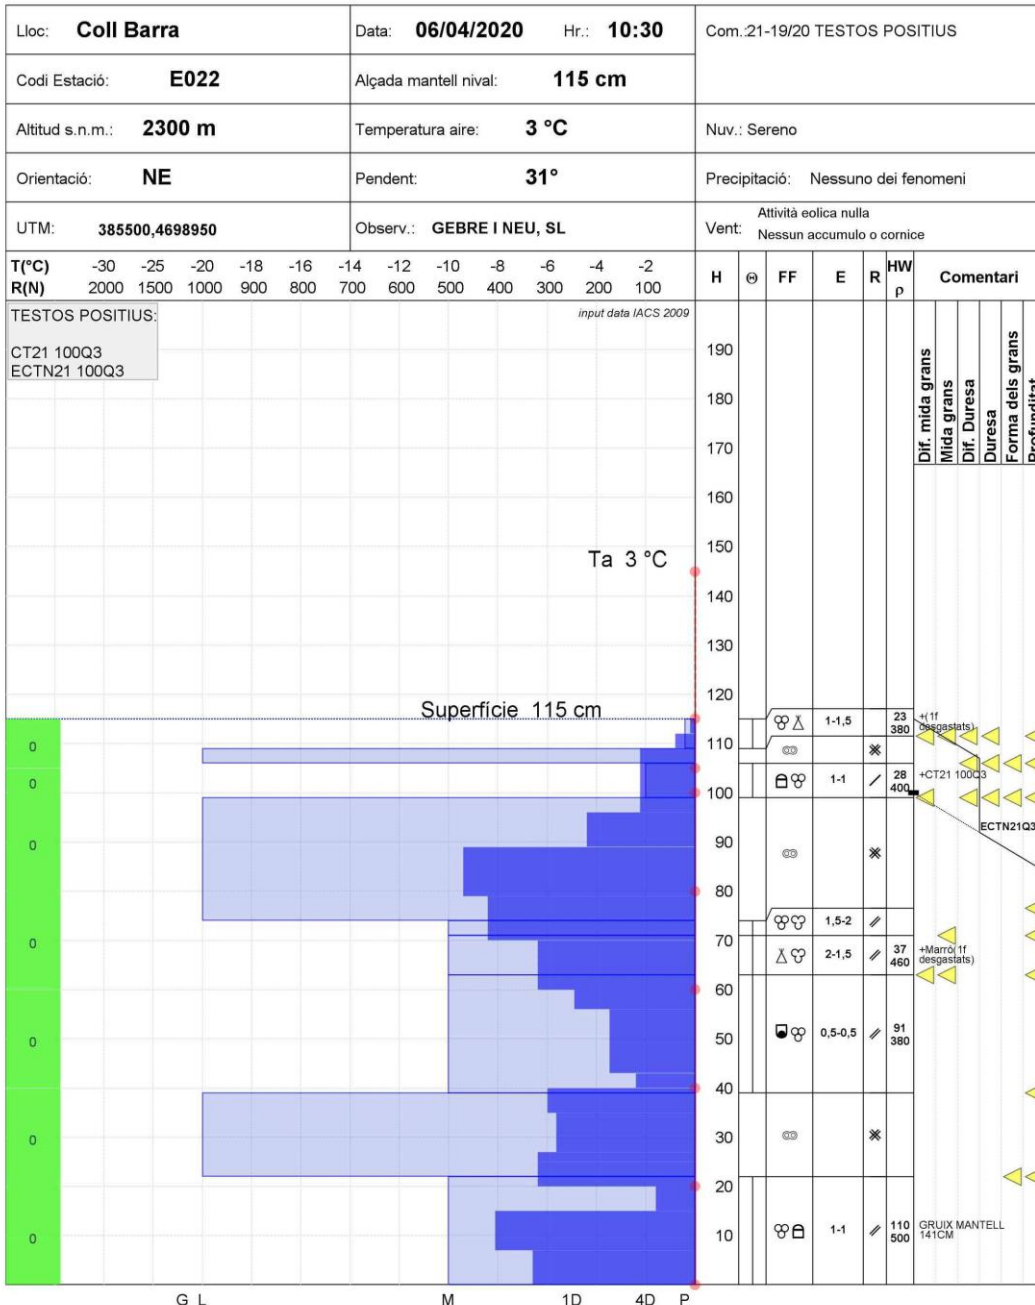 Lloc: Coll Barra Data: 06/04/2020 Hr.: 10:30 Com.:21-19/20 TESTOS POSITIUS
Codi Estació: E022 Alçada mantell nival: 115 cm
Altitud s.n.m.: 2300 m Temperatura aire: 3 °C Nuv.: Sereno
Orientació: NE Pendent: 31° Precipitació: Nessuno dei fenomeni
UTM: 385500,4698950 Observ.: GEBRE I NEU, SL Vent: Attività eolica nulla
Nessun accumulo o cornice
T(°C) -30 -25 -20 -18 -16 -14 -12 -10 -8 -6 -4 -2
R(N) 2000 1500 1000 900 800 700 600 500 400 300 200 100
H Θ FF E R HW ρ Comentari
TESTOS POSITIUS:
CT21 100Q3
ECTN21 100Q3
input data IACS 2009
Dif. mida grans
Mida grans
Dif. Duresa
Duresa
Forma dels grans
Profunditat
190
180
170
160
150
Ta 3 °C
140
130
120
Superfície 115 cm
1-1,5 23 380 +(1f desgastats)
0 110
0 1-1 28 400 +CT21 100Q3
100
ECTN21Q3
0 90
80
1,5-2
0 70 2-1,5 37 460 +Marró(1f desgastats)
60
0 50 0,5-0,5 91 380
40
0 30
20
0 10 1-1 110 500 GRUIX MANTELL 141CM
G L M 1D 4D P